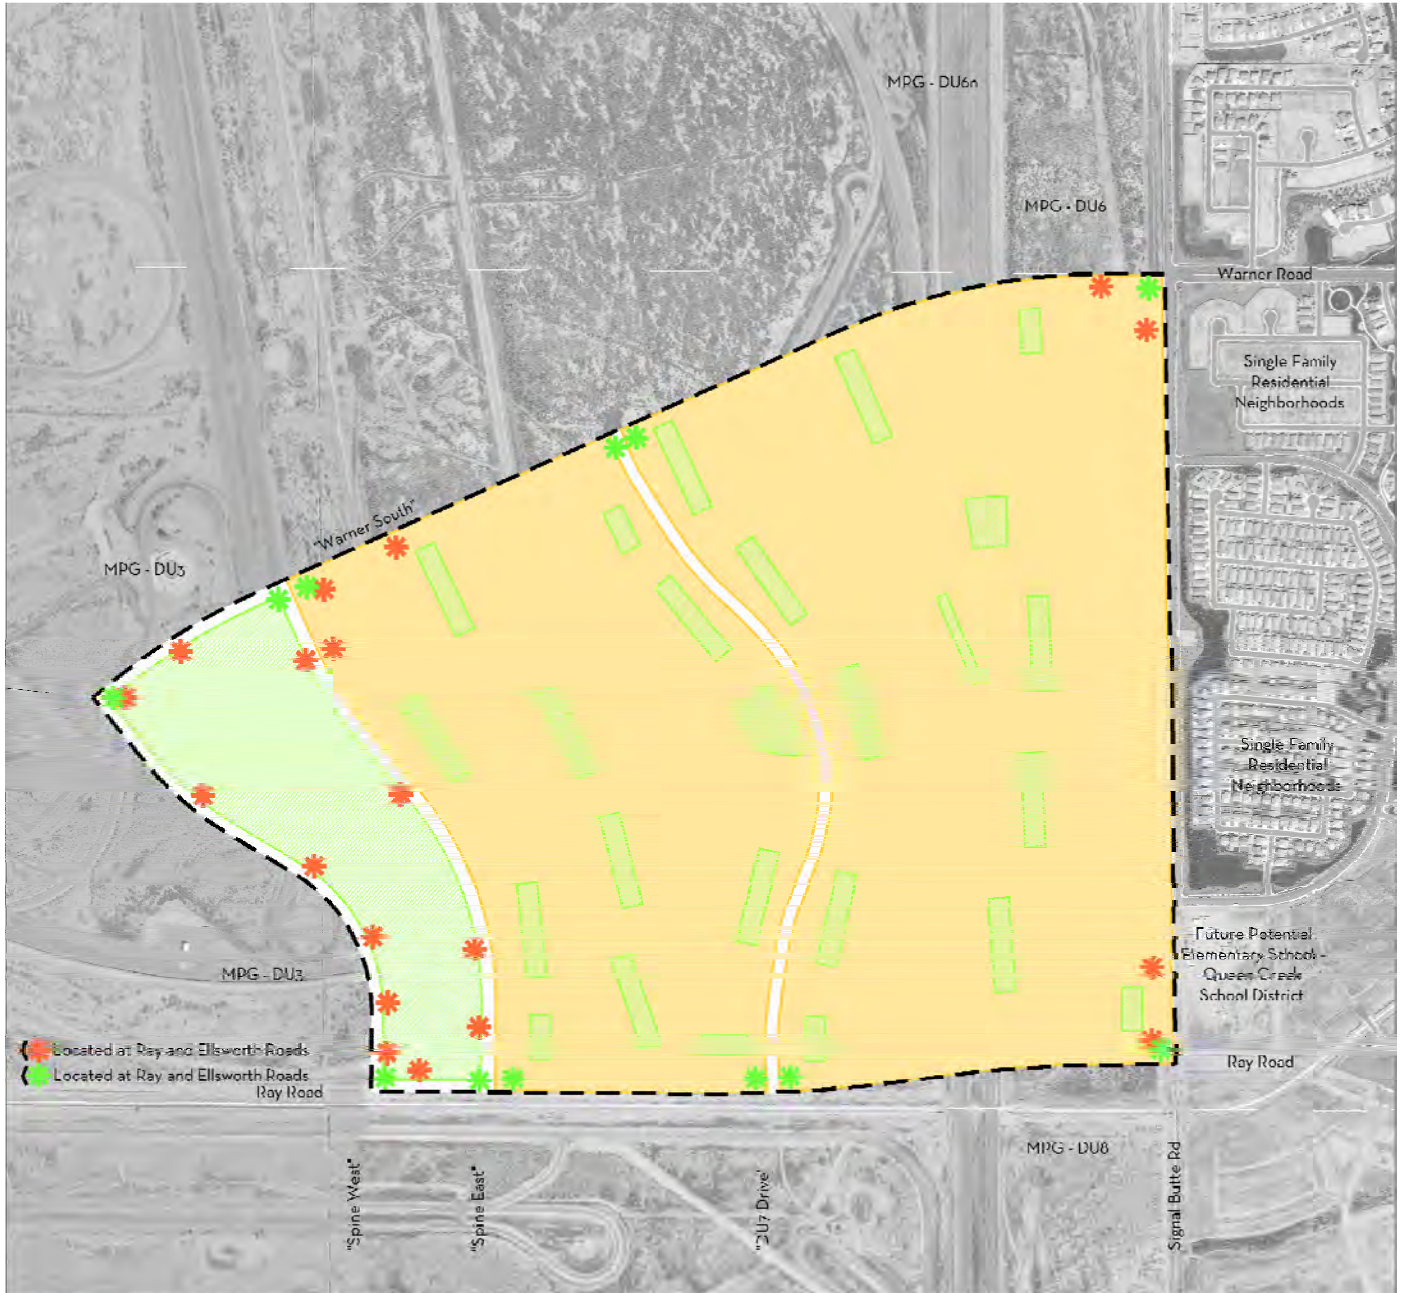 MPG - DU6n
MPG - DU6
Warner Road
Single Family
Residential
Neighborhoods
"Warner South"
MPG - DU3
Single Family
Residential
Neighborhoods
Future Potential
Elementary School -
Queen Creek
School District
MPG - DU3
Located at Ray and Ellsworth Roads
Located at Ray and Ellsworth Roads
Ray Road
Ray Road
MPG - DU8
"Spine West"
"Spine East"
"DU7 Drive"
Signal Butte Rd